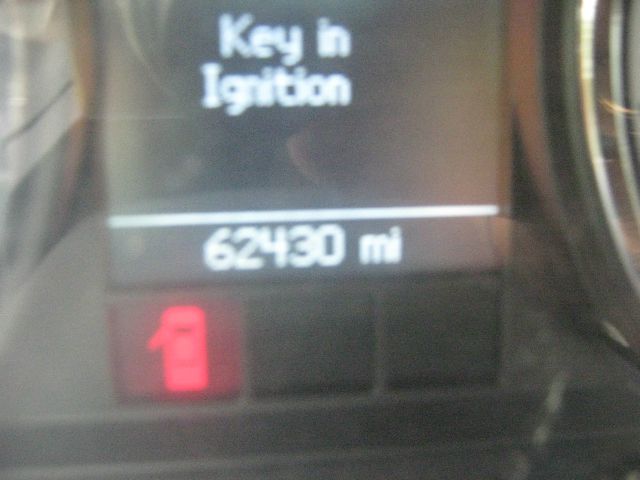 Key in
Ignition
62430 mi